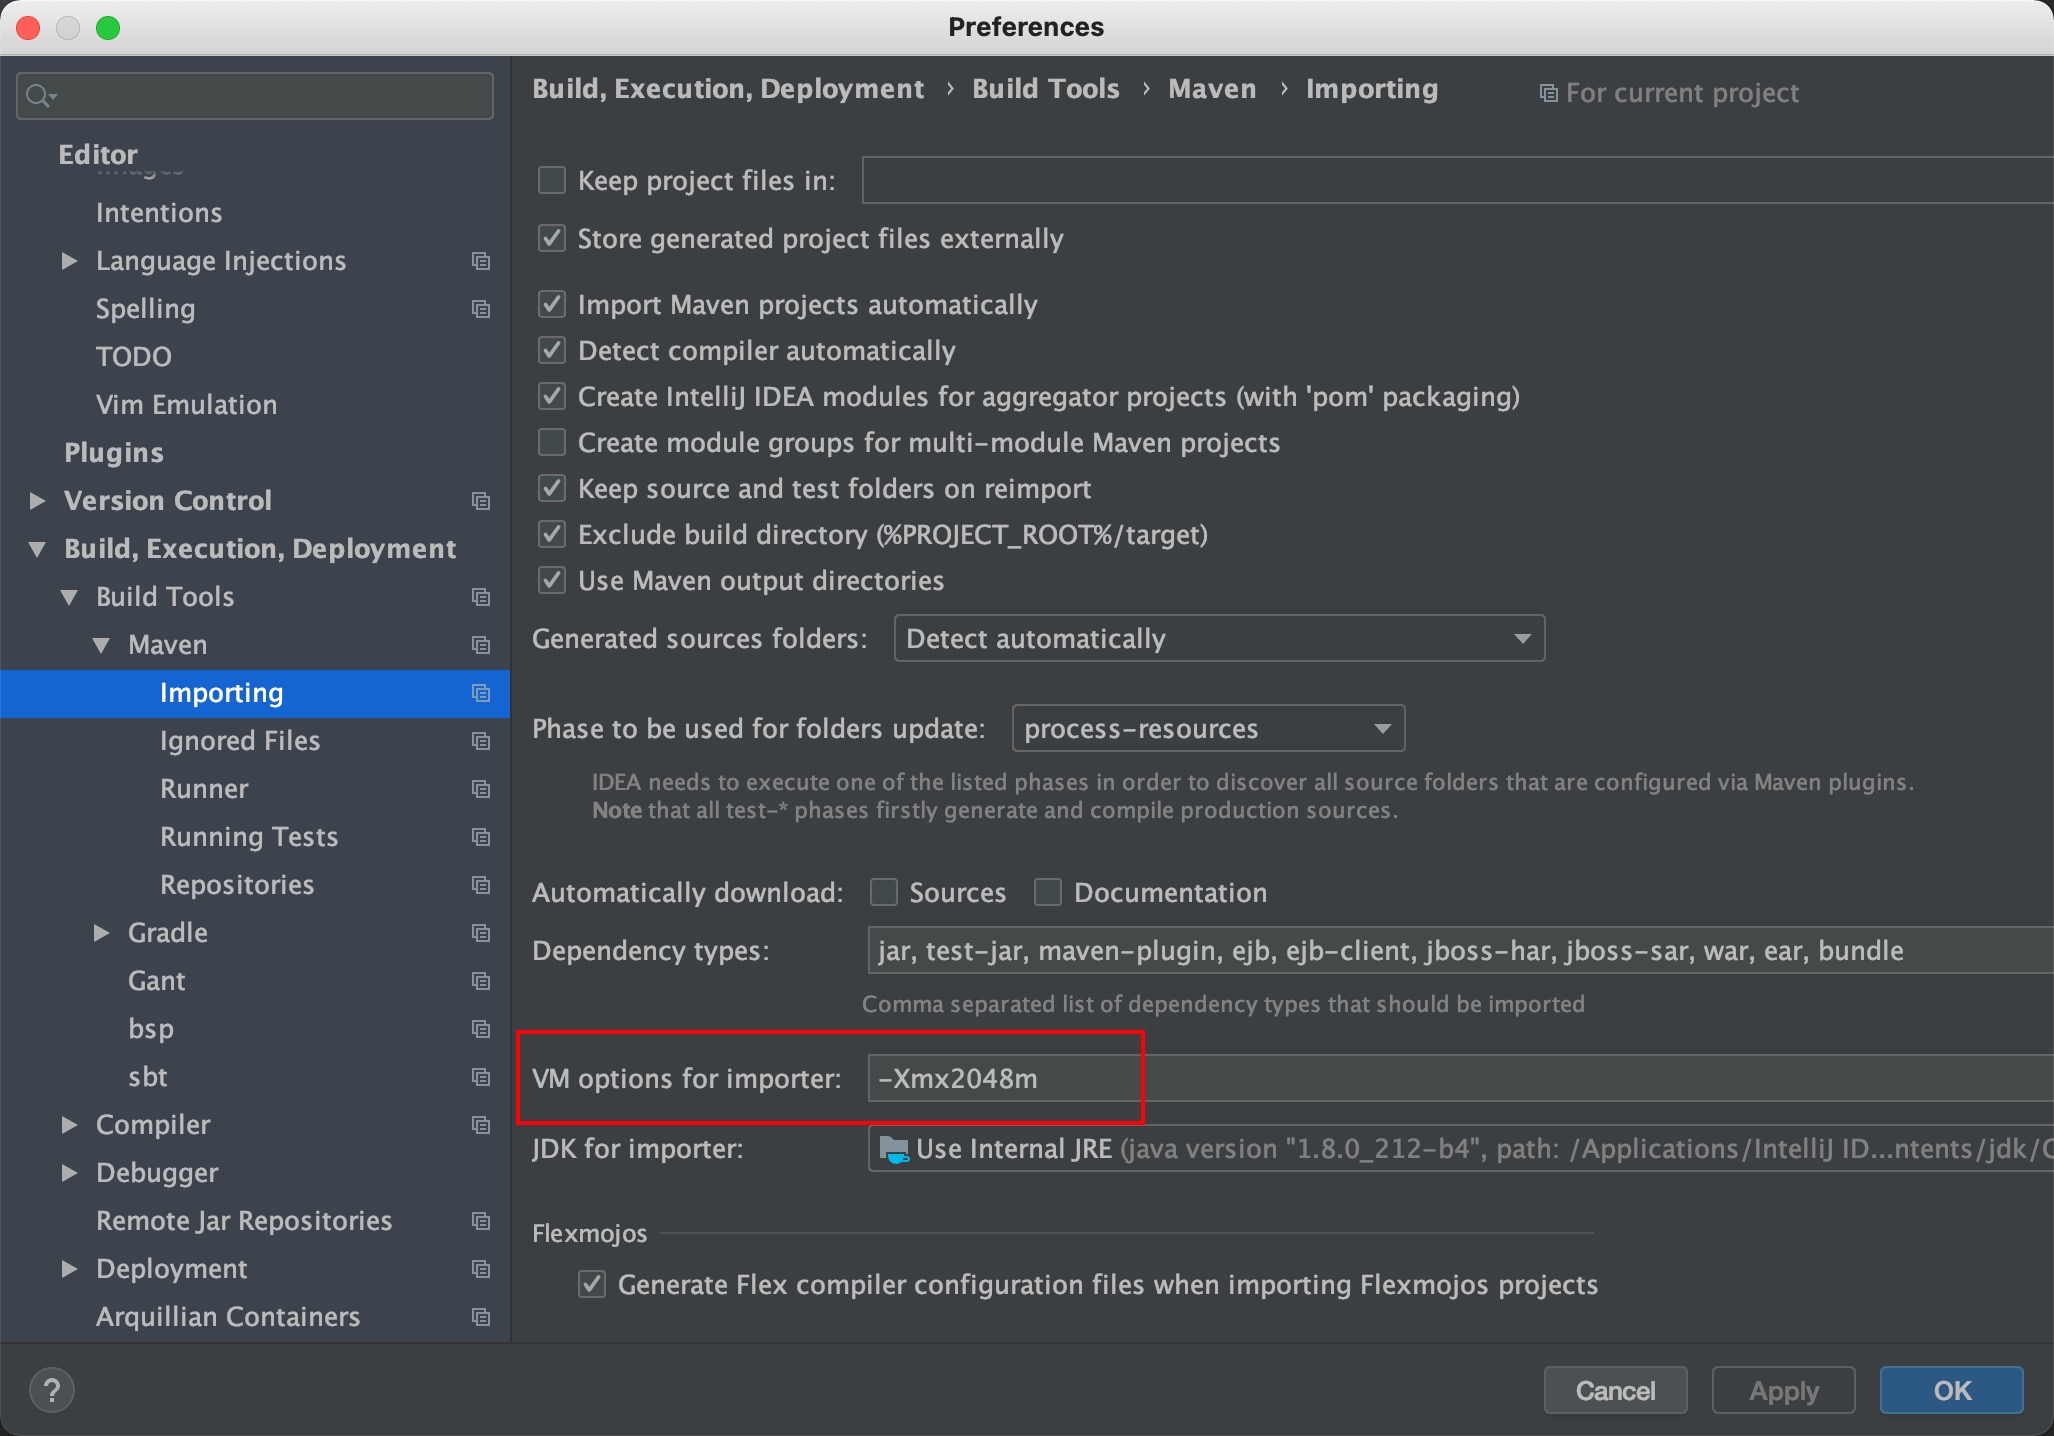 Preferences
Build, Execution, Deployment › Build Tools › Maven › Importing For current project
Editor
Images
Intentions
Language Injections
Spelling
TODO
Vim Emulation
Plugins
Version Control
Build, Execution, Deployment
Build Tools
Maven
Importing
Ignored Files
Runner
Running Tests
Repositories
Gradle
Gant
bsp
sbt
Compiler
Debugger
Remote Jar Repositories
Deployment
Arquillian Containers
Keep project files in:
Store generated project files externally
Import Maven projects automatically
Detect compiler automatically
Create IntelliJ IDEA modules for aggregator projects (with 'pom' packaging)
Create module groups for multi-module Maven projects
Keep source and test folders on reimport
Exclude build directory (%PROJECT_ROOT%/target)
Use Maven output directories
Generated sources folders: Detect automatically
Phase to be used for folders update: process-resources
IDEA needs to execute one of the listed phases in order to discover all source folders that are configured via Maven plugins.
Note that all test-* phases firstly generate and compile production sources.
Automatically download: Sources Documentation
Dependency types: jar, test-jar, maven-plugin, ejb, ejb-client, jboss-har, jboss-sar, war, ear, bundle
Comma separated list of dependency types that should be imported
VM options for importer: -Xmx2048m
JDK for importer: Use Internal JRE (java version "1.8.0_212-b4", path: /Applications/IntelliJ ID...ntents/jdk/
Flexmojos
Generate Flex compiler configuration files when importing Flexmojos projects
?
Cancel
Apply
OK